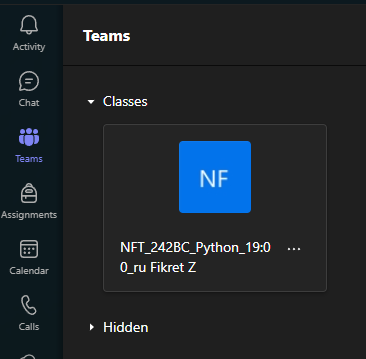 Activity
Chat
Teams
Assignments
Calendar
Calls
Teams
Classes
NF
NFT_242BC_Python_19:0
0_ru Fikret Z
Hidden